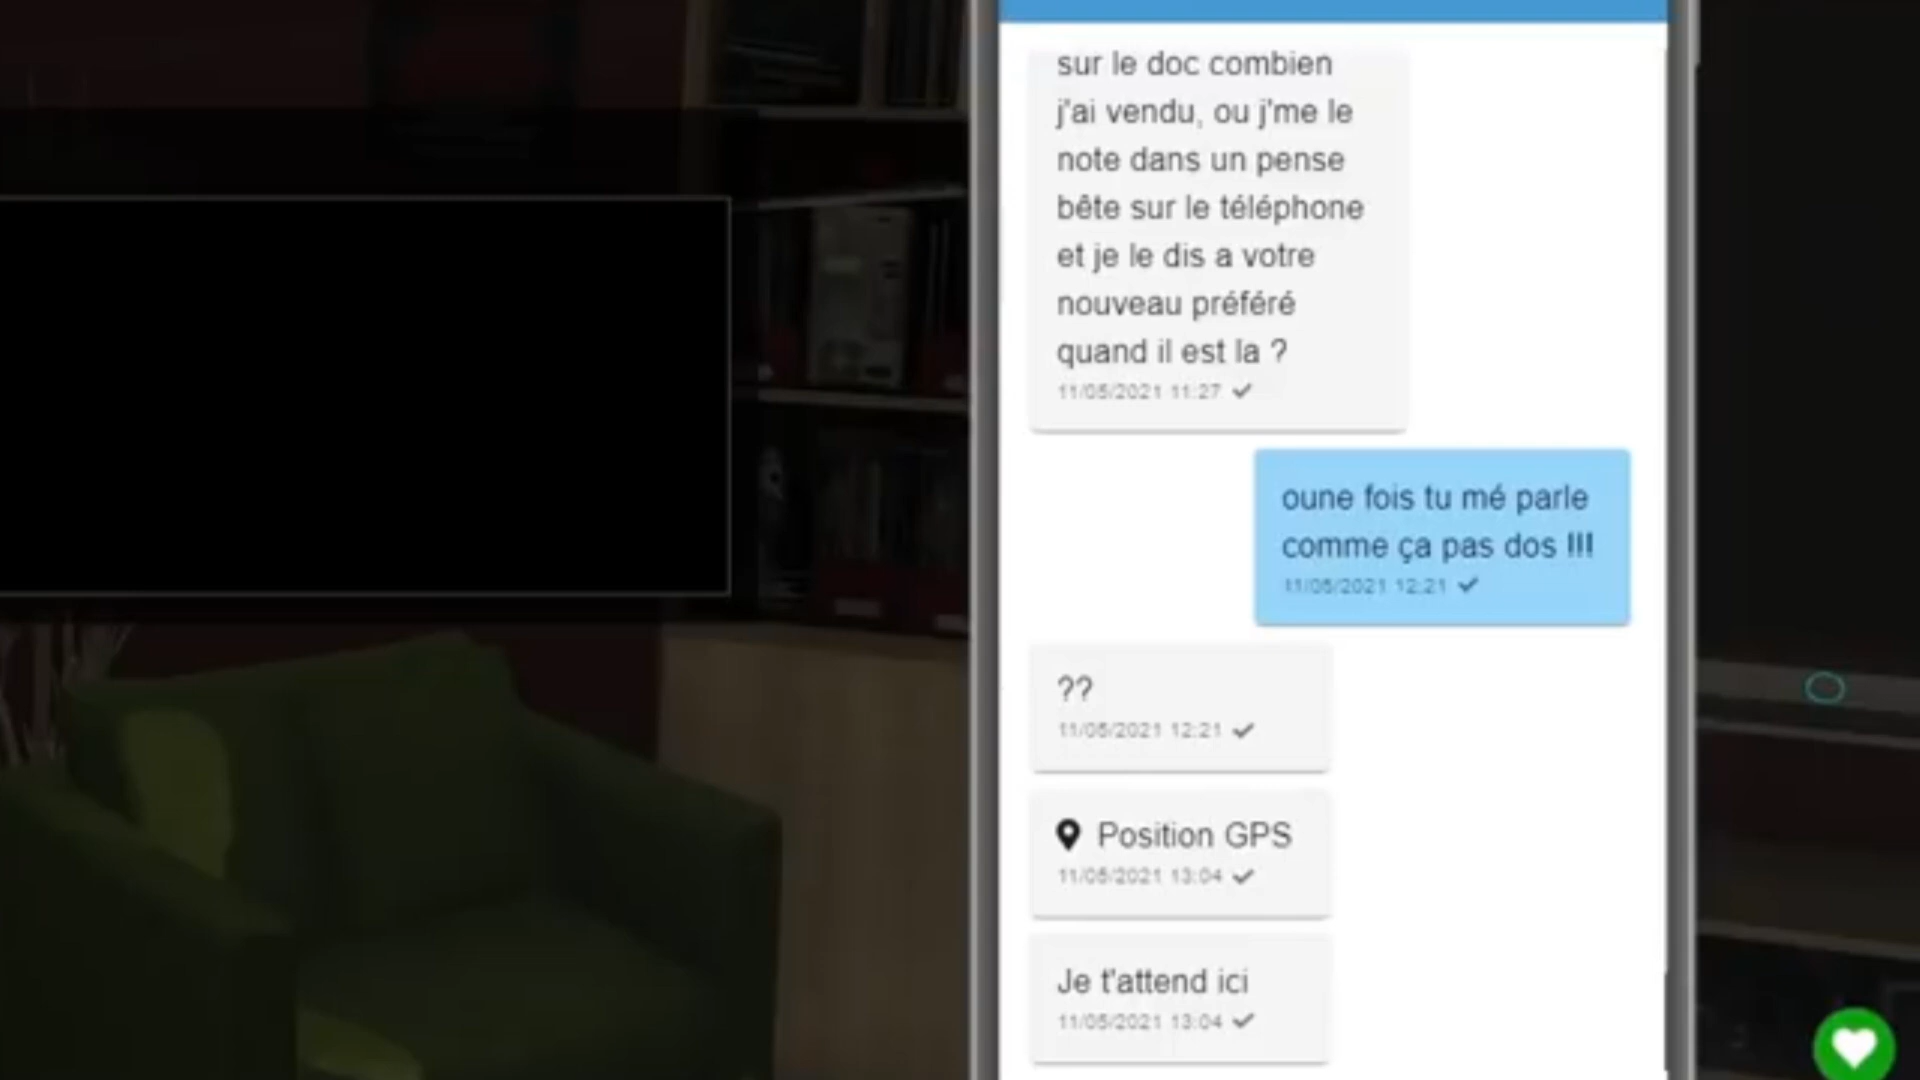 sur le doc combien
j'ai vendu, ou j'me le
note dans un pense
bête sur le téléphone
et je le dis a votre
nouveau préféré
quand il est la ?
11/05/2021 11:27
oune fois tu mé parle
comme ça pas dos !!!
11/05/2021 12:21
??
11/05/2021 12:21
Position GPS
11/05/2021 13:04
Je t'attend ici
11/05/2021 13:04